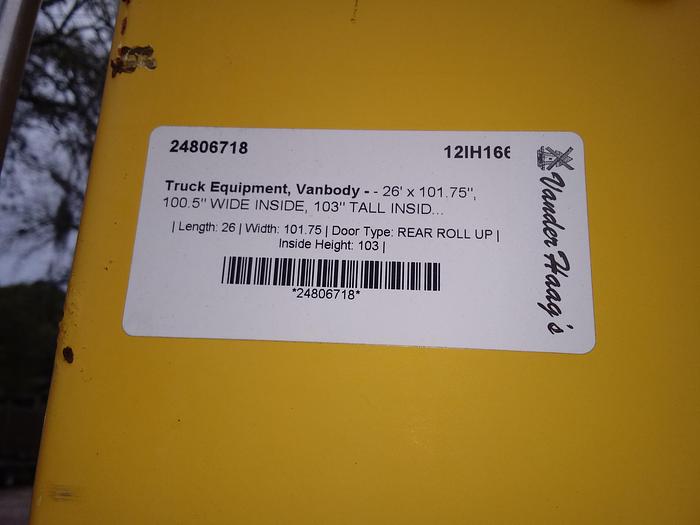 24806718 12IH166
Truck Equipment, Vanbody - - 26' x 101.75",
100.5" WIDE INSIDE, 103" TALL INSID...
| Length: 26 | Width: 101.75 | Door Type: REAR ROLL UP |
Inside Height: 103 |
*24806718*
Vander Haag's